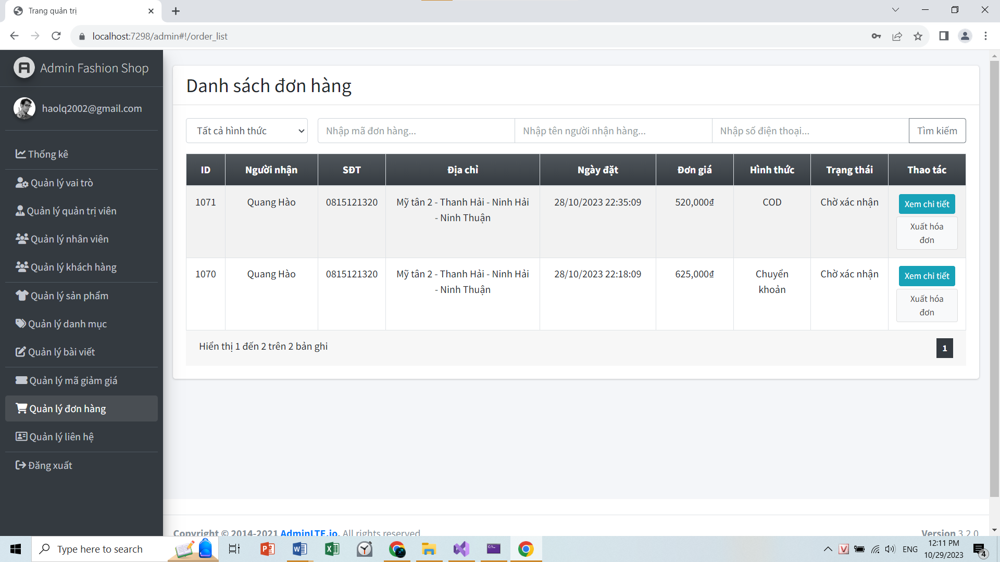 Trang quản trị
localhost:7298/admin#!/order_list
Admin Fashion Shop
haolq2002@gmail.com
Thống kê
Quản lý vai trò
Quản lý quản trị viên
Quản lý nhân viên
Quản lý khách hàng
Quản lý sản phẩm
Quản lý danh mục
Quản lý bài viết
Quản lý mã giảm giá
Quản lý đơn hàng
Quản lý liên hệ
Đăng xuất
Danh sách đơn hàng
Tất cả hình thức Nhập mã đơn hàng... Nhập tên người nhận hàng... Nhập số điện thoại... Tìm kiếm
ID Người nhận SĐT Địa chỉ Ngày đặt Đơn giá Hình thức Trạng thái Thao tác
1071 Quang Hào 0815121320 Mỹ tân 2 - Thanh Hải - Ninh Hải 28/10/2023 22:35:09 520,000₫ COD Chờ xác nhận Xem chi tiết
- Ninh Thuận
Xuất hóa
đơn
1070 Quang Hào 0815121320 Mỹ tân 2 - Thanh Hải - Ninh Hải 28/10/2023 22:18:09 625,000₫ Chuyển Chờ xác nhận Xem chi tiết
- Ninh Thuận khoản
Xuất hóa
đơn
Hiển thị 1 đến 2 trên 2 bản ghi 1
Copyright © 2014-2021 AdminLTE.io. All rights reserved Version 3.2.0
Type here to search
ENG
12:11 PM
10/29/2023
4